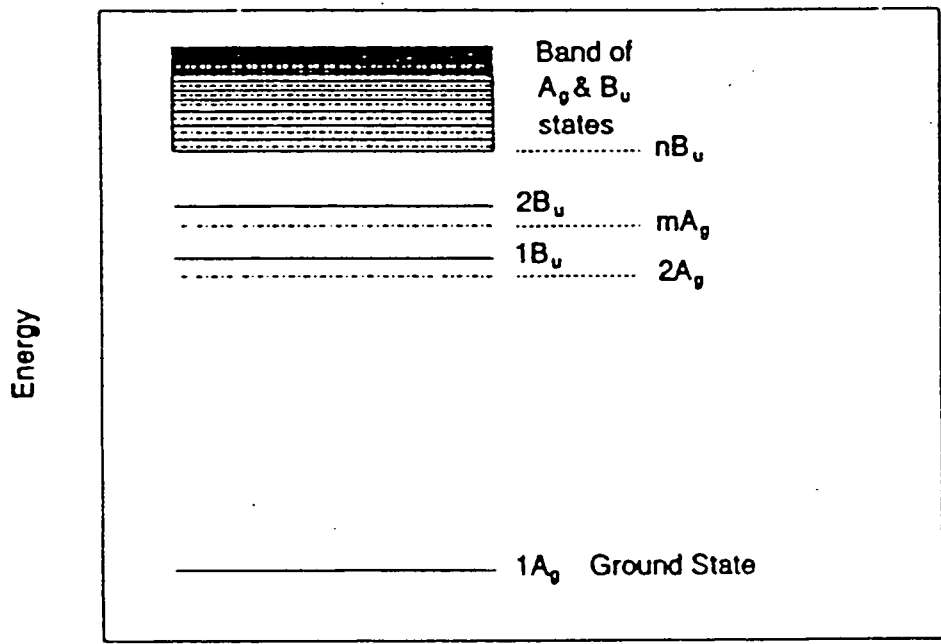 Band of
A_g & B_u
states
nB_u
2B_u
mA_g
1B_u
2A_g
Energy
1A_g Ground State